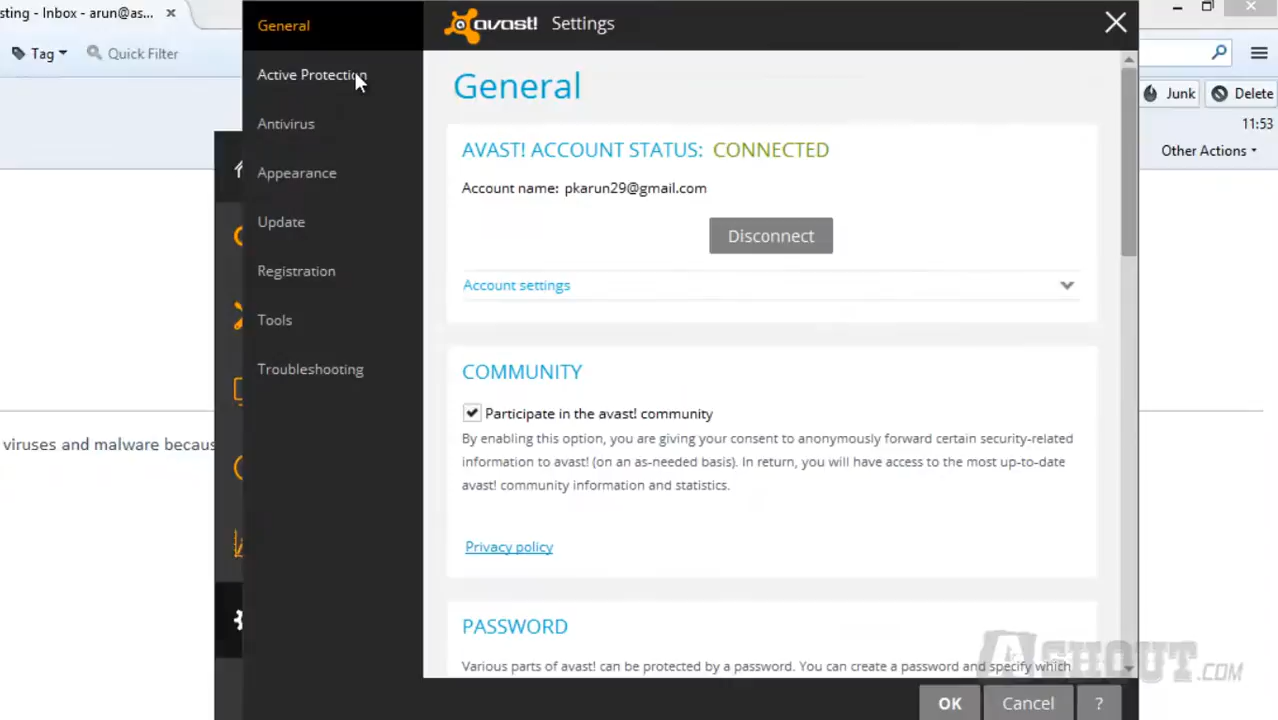 sting - Inbox - arun@as...
Tag
Quick Filter
Junk
Delete
11:53
Other Actions
viruses and malware becaus
General
Active Protection
Antivirus
Appearance
Update
Registration
Tools
Troubleshooting
avast! Settings
General
AVAST! ACCOUNT STATUS: CONNECTED
Account name: pkarun29@gmail.com
Disconnect
Account settings
COMMUNITY
Participate in the avast! community
By enabling this option, you are giving your consent to anonymously forward certain security-related
information to avast! (on an as-needed basis). In return, you will have access to the most up-to-date
avast! community information and statistics.
Privacy policy
PASSWORD
Various parts of avast! can be protected by a password. You can create a password and specify which
OK
Cancel
?
ASHOUT.COM